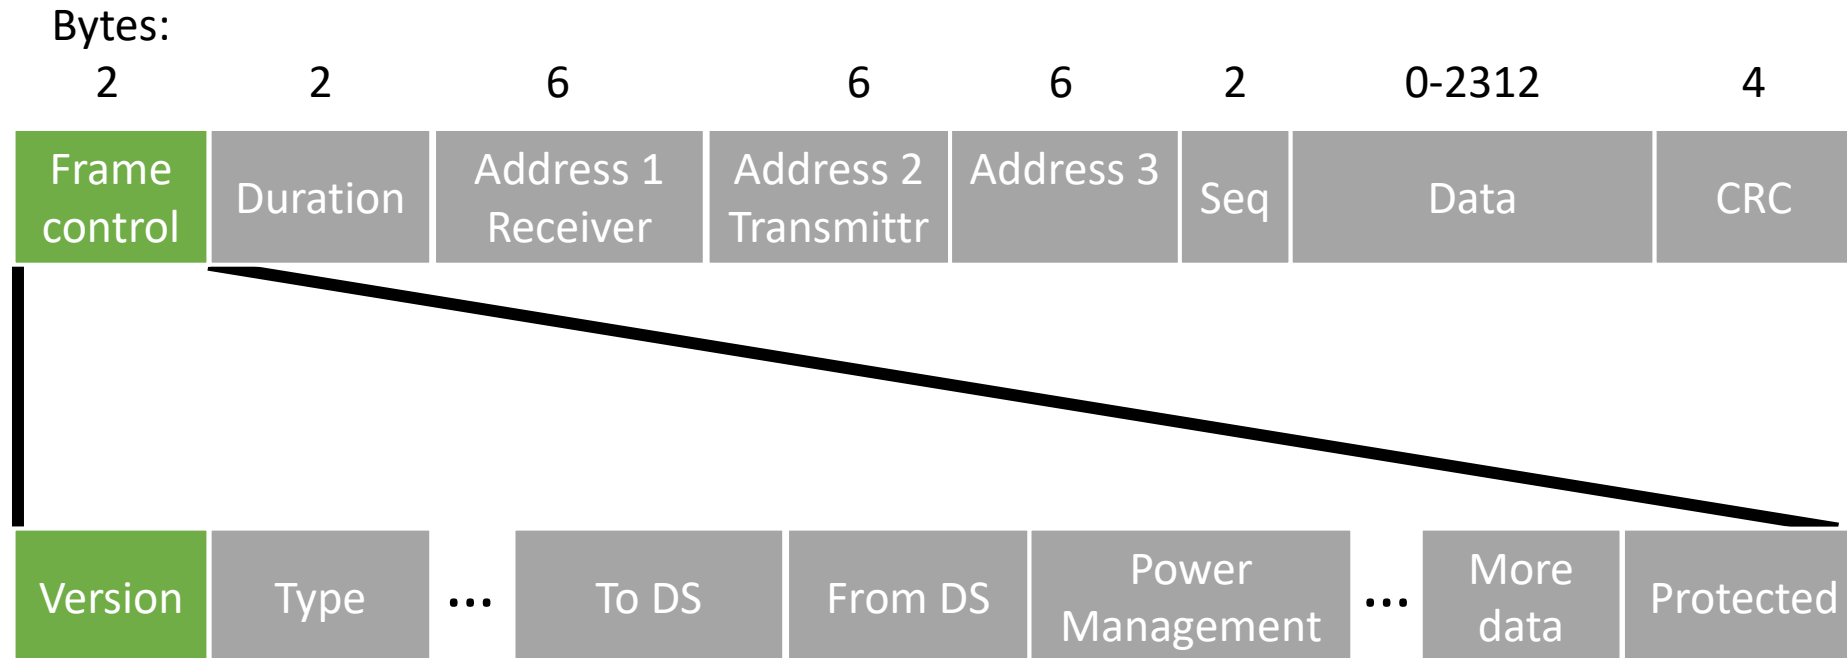 Bytes:
2 2 6 6 6 2 0-2312 4
Frame control Duration Address 1 Receiver Address 2 Transmittr Address 3 Seq Data CRC
Version Type ... To DS From DS Power Management ... More data Protected